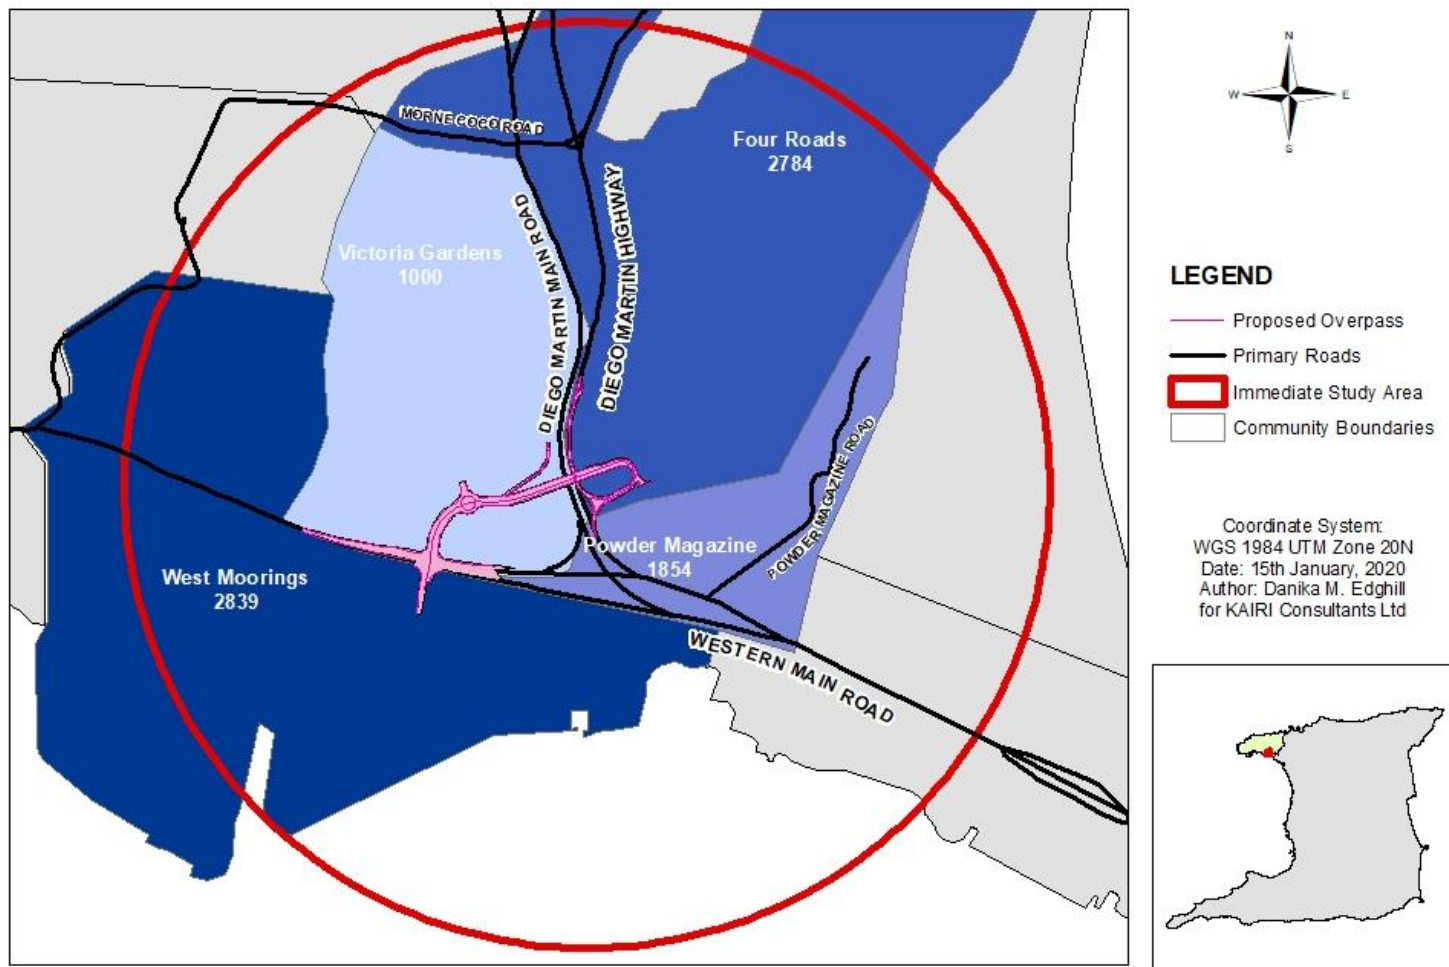 MORNE COCO ROAD
Four Roads
2784
DIEGO MARTIN MAIN ROAD
DIEGO MARTIN HIGHWAY
Victoria Gardens
1000
POWDER MAGAZINE ROAD
Powder Magazine
1854
West Moorings
2839
WESTERN MAIN ROAD
N
W E
S
LEGEND
Proposed Overpass
Primary Roads
Immediate Study Area
Community Boundaries
Coordinate System:
WGS 1984 UTM Zone 20N
Date: 15th January, 2020
Author: Danika M. Edghill
for KAIRI Consultants Ltd